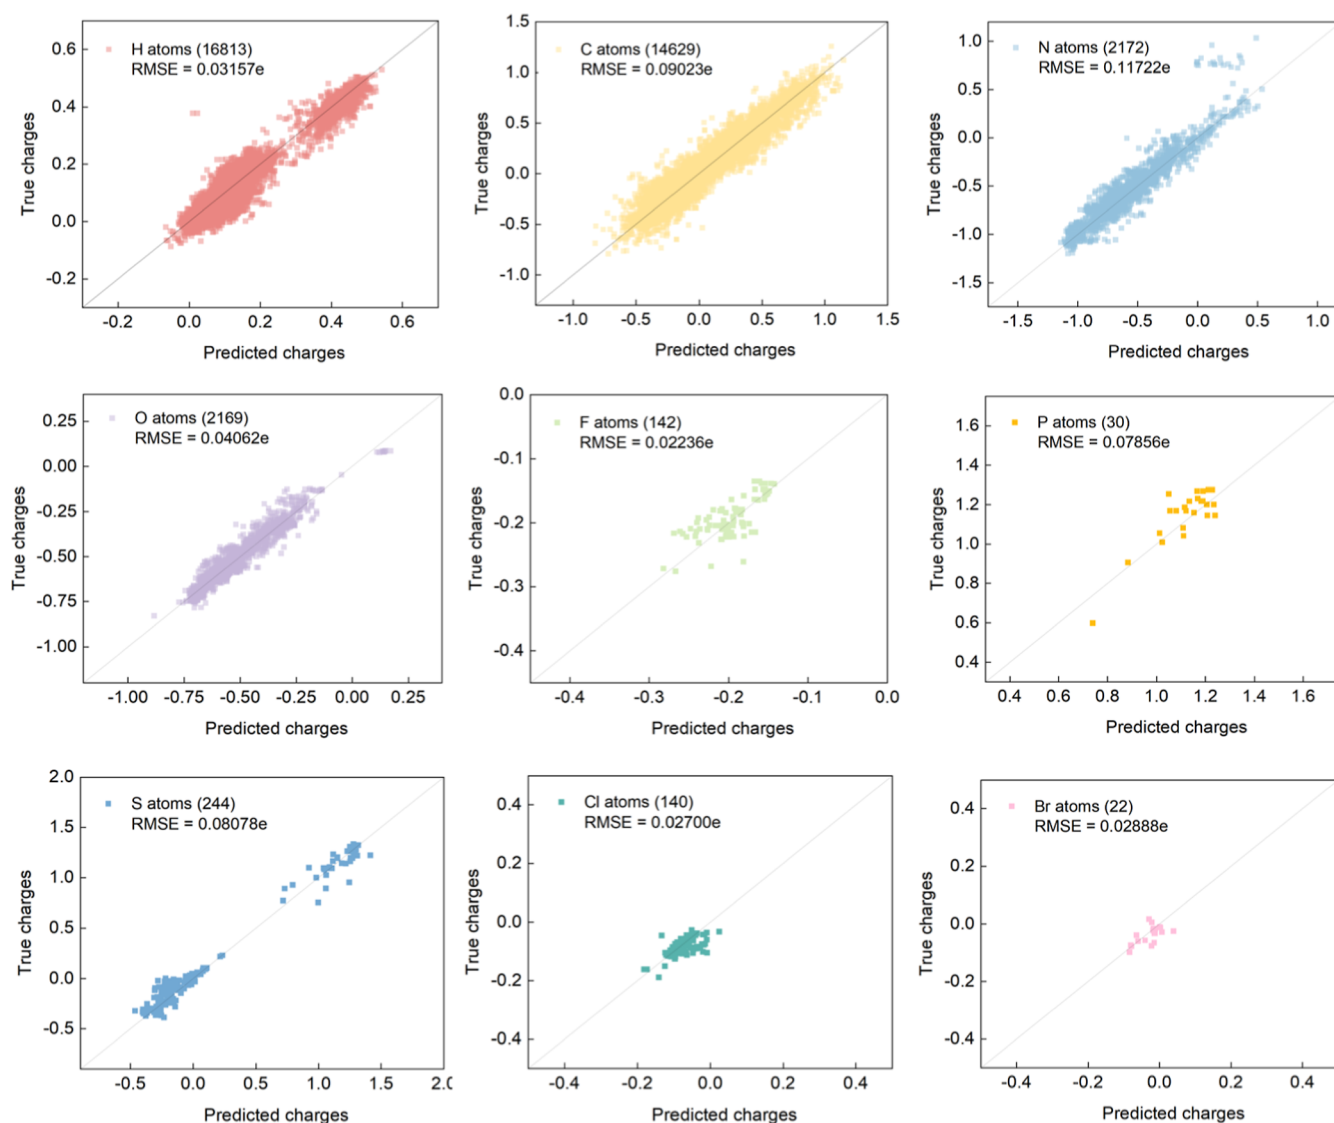 H atoms (16813)
RMSE = 0.03157e
0.6
0.4
0.2
0.0
-0.2
True charges
-0.2 0.0 0.2 0.4 0.6
Predicted charges
C atoms (14629)
RMSE = 0.09023e
1.5
1.0
0.5
0.0
-0.5
-1.0
True charges
-1.0 -0.5 0.0 0.5 1.0 1.5
Predicted charges
N atoms (2172)
RMSE = 0.11722e
1.0
0.5
0.0
-0.5
-1.0
-1.5
True charges
-1.5 -1.0 -0.5 0.0 0.5 1.0
Predicted charges
O atoms (2169)
RMSE = 0.04062e
0.25
0.00
-0.25
-0.50
-0.75
-1.00
True charges
-1.00 -0.75 -0.50 -0.25 0.00 0.25
Predicted charges
F atoms (142)
RMSE = 0.02236e
0.0
-0.1
-0.2
-0.3
-0.4
True charges
-0.4 -0.3 -0.2 -0.1 0.0
Predicted charges
P atoms (30)
RMSE = 0.07856e
1.6
1.4
1.2
1.0
0.8
0.6
0.4
True charges
0.4 0.6 0.8 1.0 1.2 1.4 1.6
Predicted charges
S atoms (244)
RMSE = 0.08078e
2.0
1.5
1.0
0.5
0.0
-0.5
True charges
-0.5 0.0 0.5 1.0 1.5 2.0
Predicted charges
Cl atoms (140)
RMSE = 0.02700e
0.4
0.2
0.0
-0.2
-0.4
True charges
-0.4 -0.2 0.0 0.2 0.4
Predicted charges
Br atoms (22)
RMSE = 0.02888e
0.4
0.2
0.0
-0.2
-0.4
True charges
-0.4 -0.2 0.0 0.2 0.4
Predicted charges